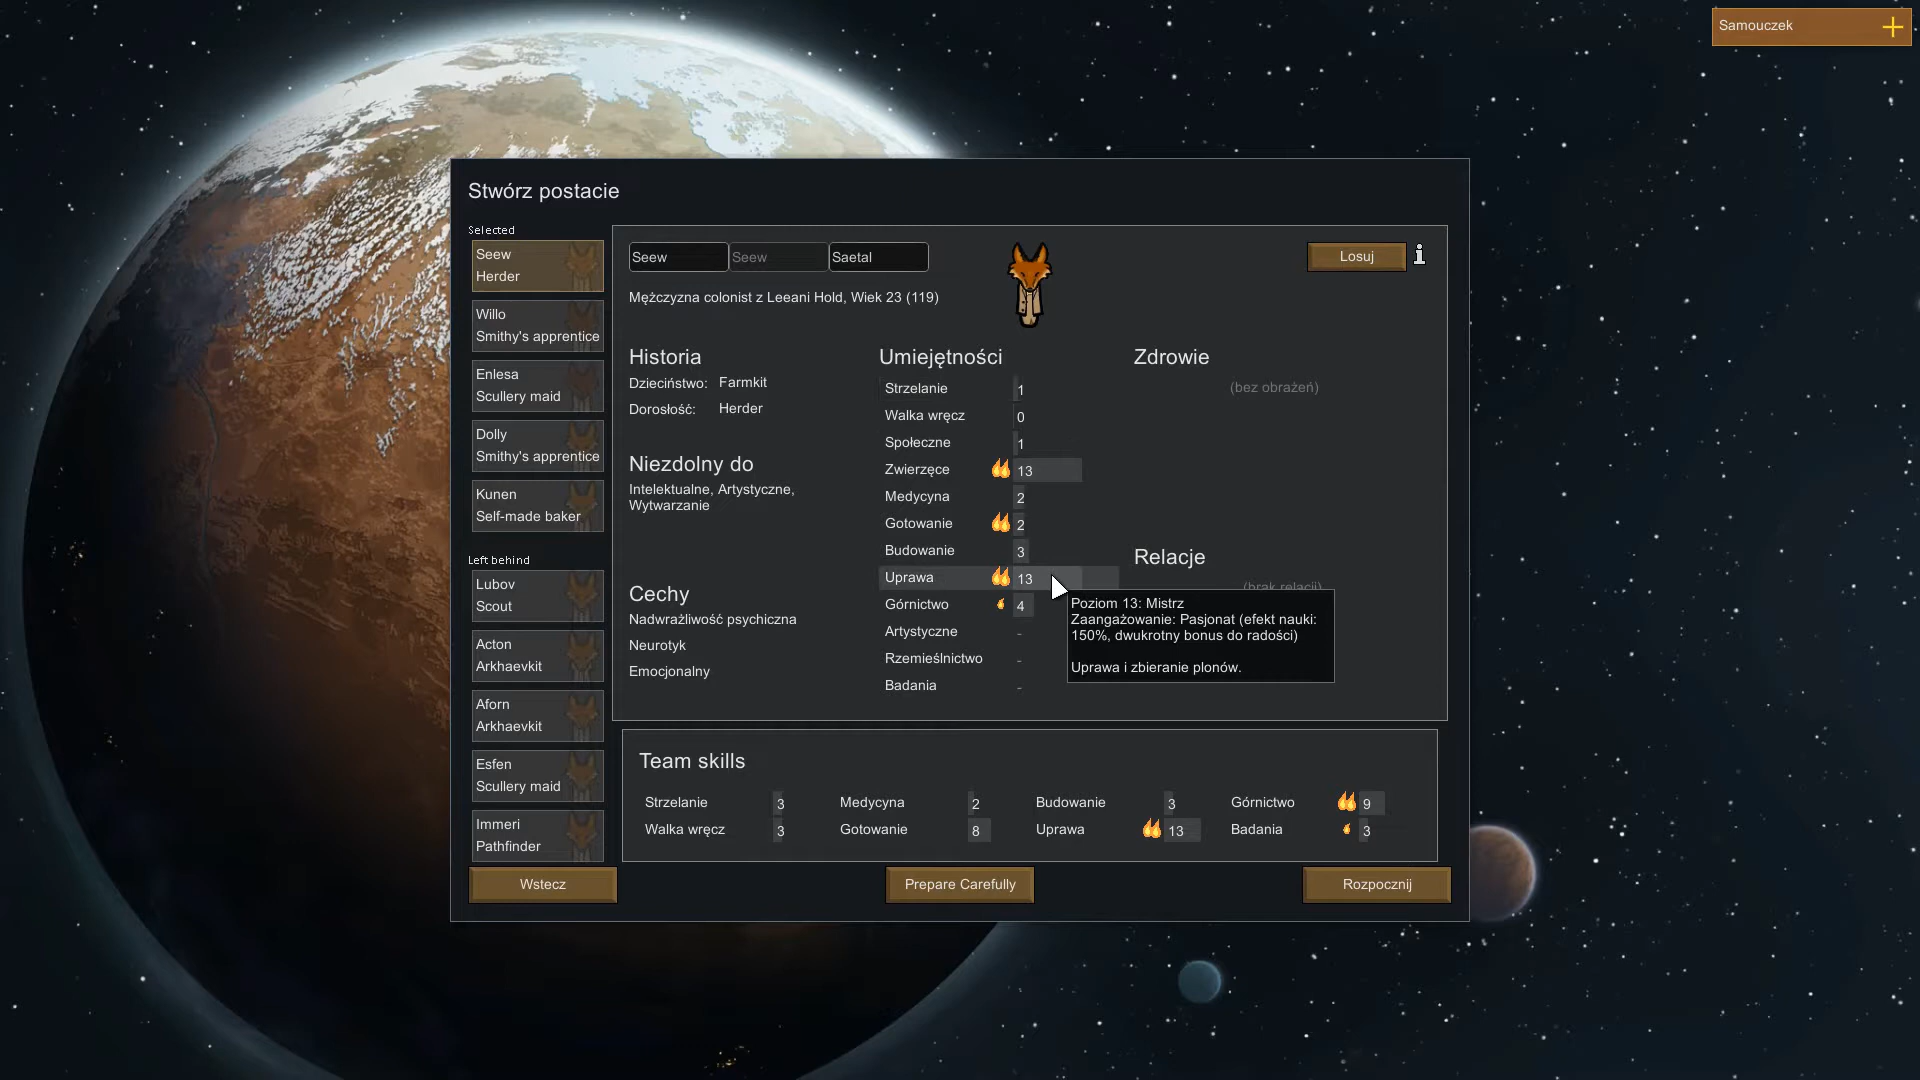 Samouczek
Stwórz postacie
Selected
Seew
Herder
Willo
Smithy's apprentice
Enlesa
Scullery maid
Dolly
Smithy's apprentice
Kunen
Self-made baker
Left behind
Lubov
Scout
Acton
Arkhaevkit
Aforn
Arkhaevkit
Esfen
Scullery maid
Immeri
Pathfinder
Seew Seew Saetal
Losuj
Mężczyzna colonist z Leeani Hold, Wiek 23 (119)
Historia
Dzieciństwo: Farmkit
Dorosłość: Herder
Niezdolny do
Intelektualne, Artystyczne,
Wytwarzanie
Cechy
Nadwrażliwość psychiczna
Neurotyk
Emocjonalny
Umiejętności
Strzelanie 1
Walka wręcz 0
Społeczne 1
Zwierzęce 13
Medycyna 2
Gotowanie 2
Budowanie 3
Uprawa 13
Górnictwo 4
Artystyczne -
Rzemieślnictwo -
Badania -
Zdrowie
(bez obrażeń)
Relacje
(brak relacji)
Poziom 13: Mistrz
Zaangażowanie: Pasjonat (efekt nauki:
150%, dwukrotny bonus do radości)
Uprawa i zbieranie plonów.
Team skills
Strzelanie 3 Medycyna 2 Budowanie 3 Górnictwo 9
Walka wręcz 3 Gotowanie 8 Uprawa 13 Badania 3
Wstecz
Prepare Carefully
Rozpocznij